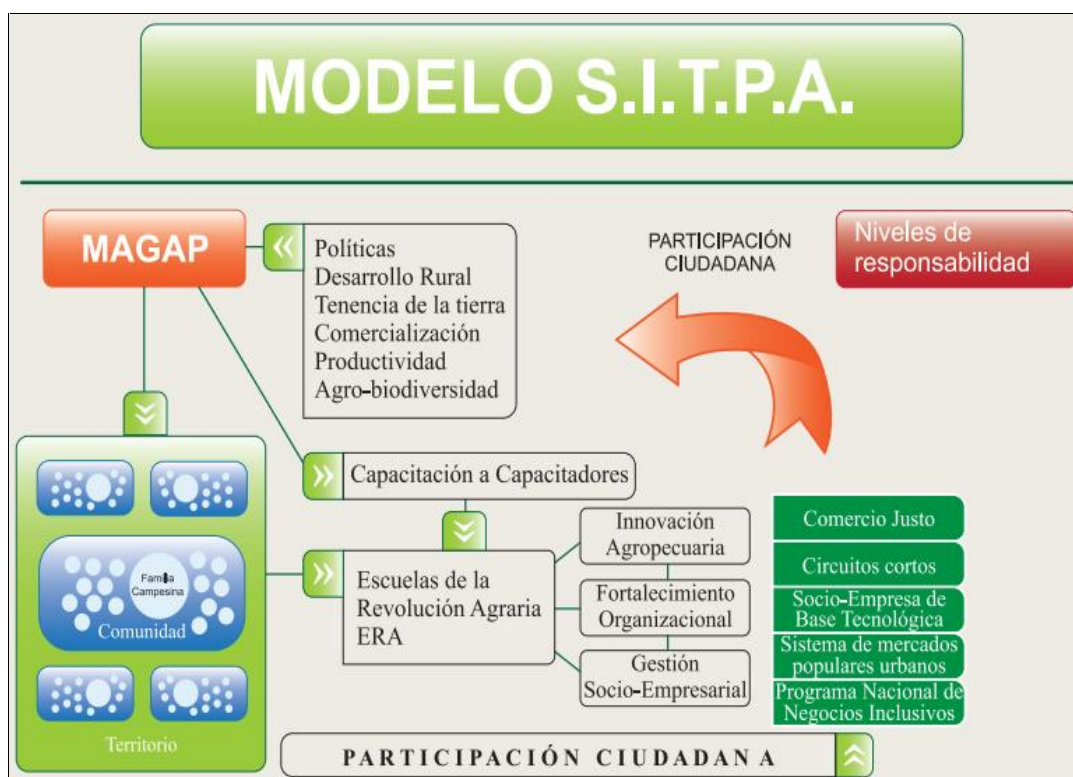 MODELO S.I.T.P.A.
MAGAP
Políticas
Desarrollo Rural
Tenencia de la tierra
Comercialización
Productividad
Agro-biodiversidad
PARTICIPACIÓN
CIUDADANA
Niveles de
responsabilidad
Capacitación a Capacitadores
Familia
Campesina
Comunidad
Territorio
Escuelas de la
Revolución Agraria
ERA
Innovación
Agropecuaria
Fortalecimiento
Organizacional
Gestión
Socio-Empresarial
Comercio Justo
Circuitos cortos
Socio-Empresa de
Base Tecnológica
Sistema de mercados
populares urbanos
Programa Nacional de
Negocios Inclusivos
PARTICIPACIÓN CIUDADANA